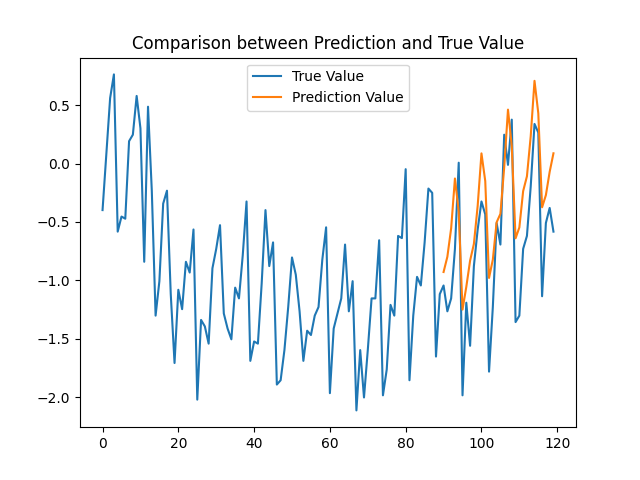 Comparison between Prediction and True Value
True Value
Prediction Value
0.5
0.0
−0.5
−1.0
−1.5
−2.0
0 20 40 60 80 100 120